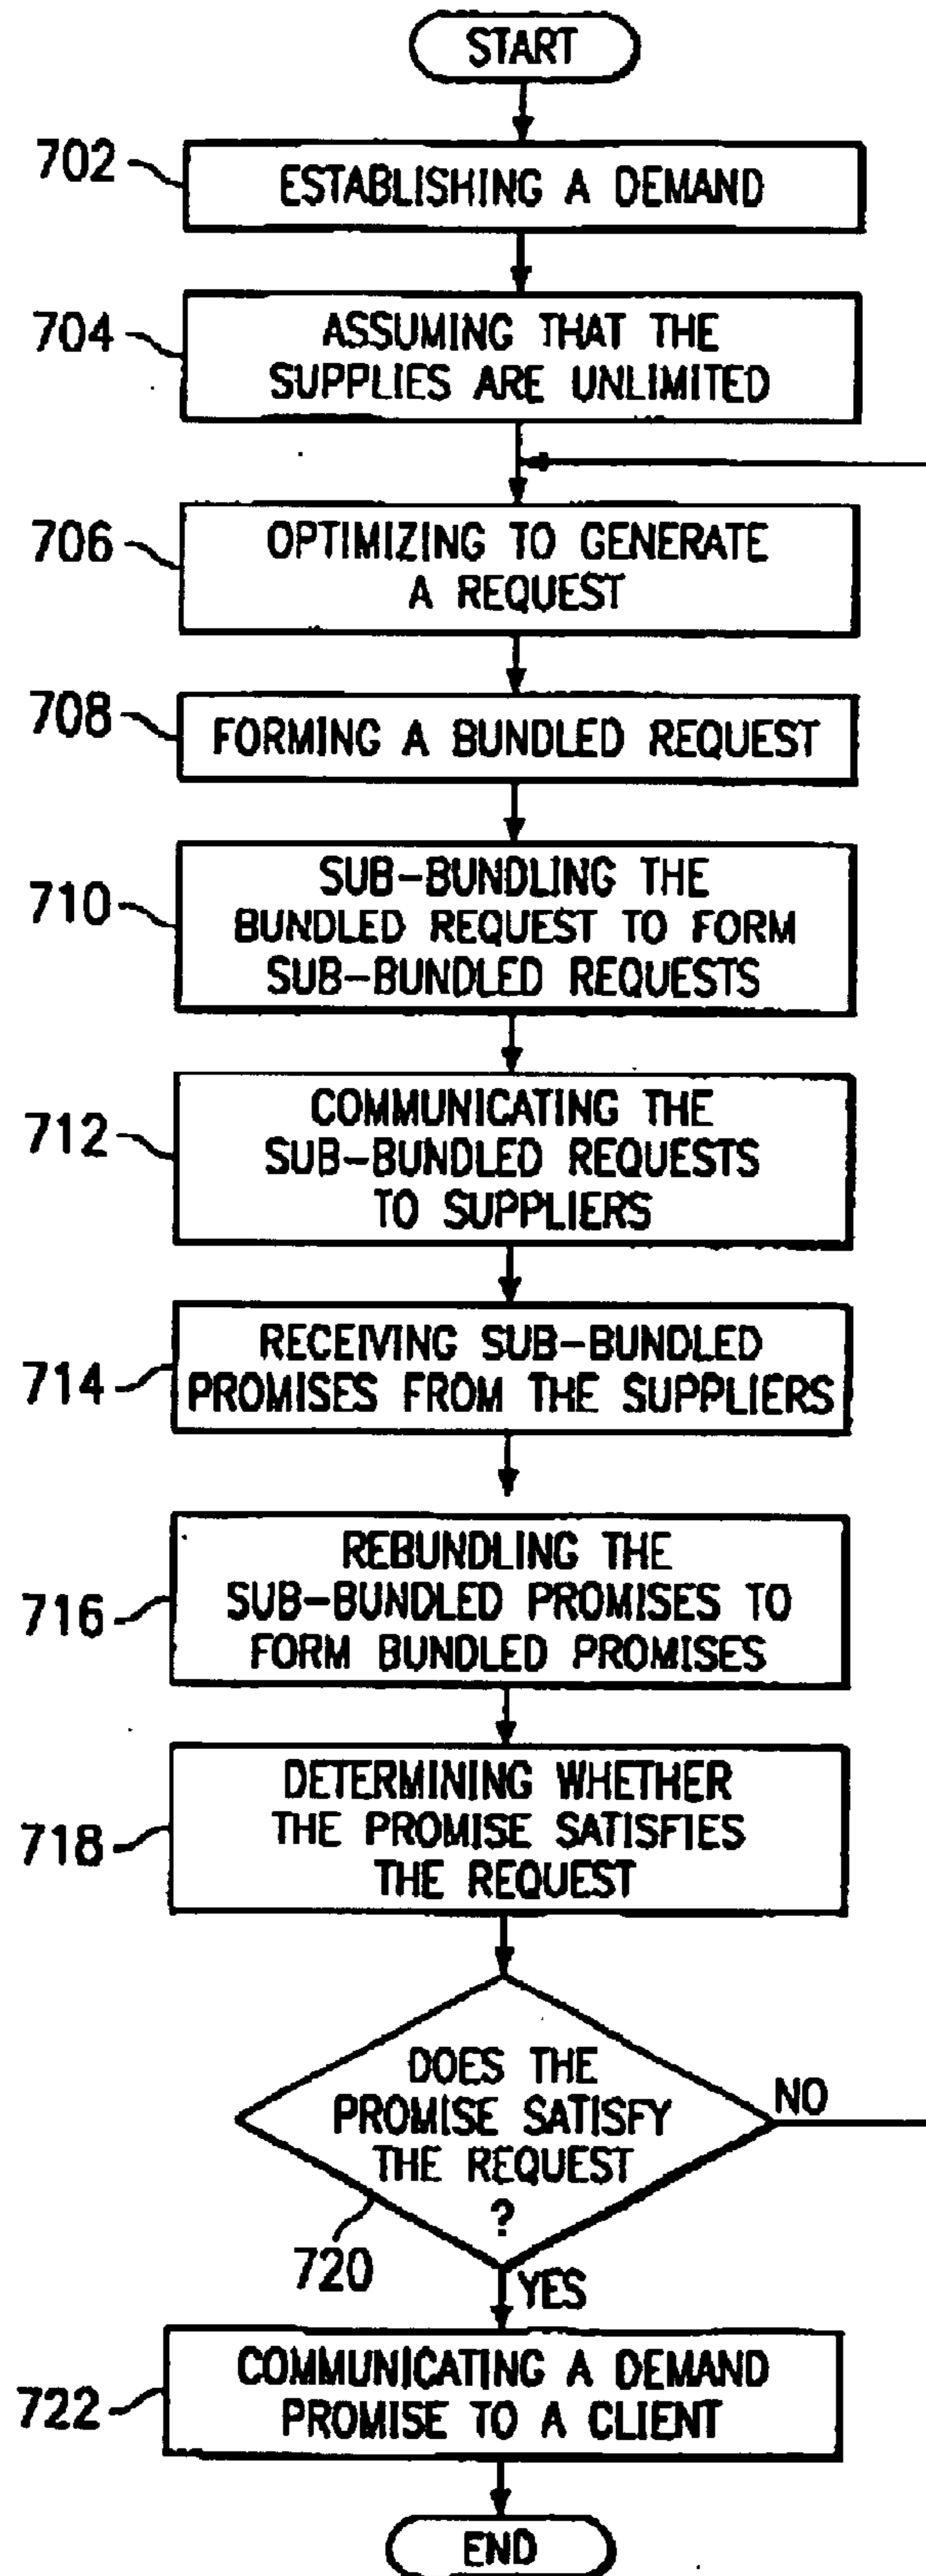 START
702
ESTABLISHING A DEMAND
704
ASSUMING THAT THE
SUPPLIES ARE UNLIMITED
706
OPTIMIZING TO GENERATE
A REQUEST
708
FORMING A BUNDLED REQUEST
710
SUB-BUNDLING THE
BUNDLED REQUEST TO FORM
SUB-BUNDLED REQUESTS
712
COMMUNICATING THE
SUB-BUNDLED REQUESTS
TO SUPPLIERS
714
RECEIVING SUB-BUNDLED
PROMISES FROM THE SUPPLIERS
716
REBUNDLING THE
SUB-BUNDLED PROMISES TO
FORM BUNDLED PROMISES
718
DETERMINING WHETHER
THE PROMISE SATISFIES
THE REQUEST
DOES THE
PROMISE SATISFY
THE REQUEST
?
NO
720
YES
722
COMMUNICATING A DEMAND
PROMISE TO A CLIENT
END